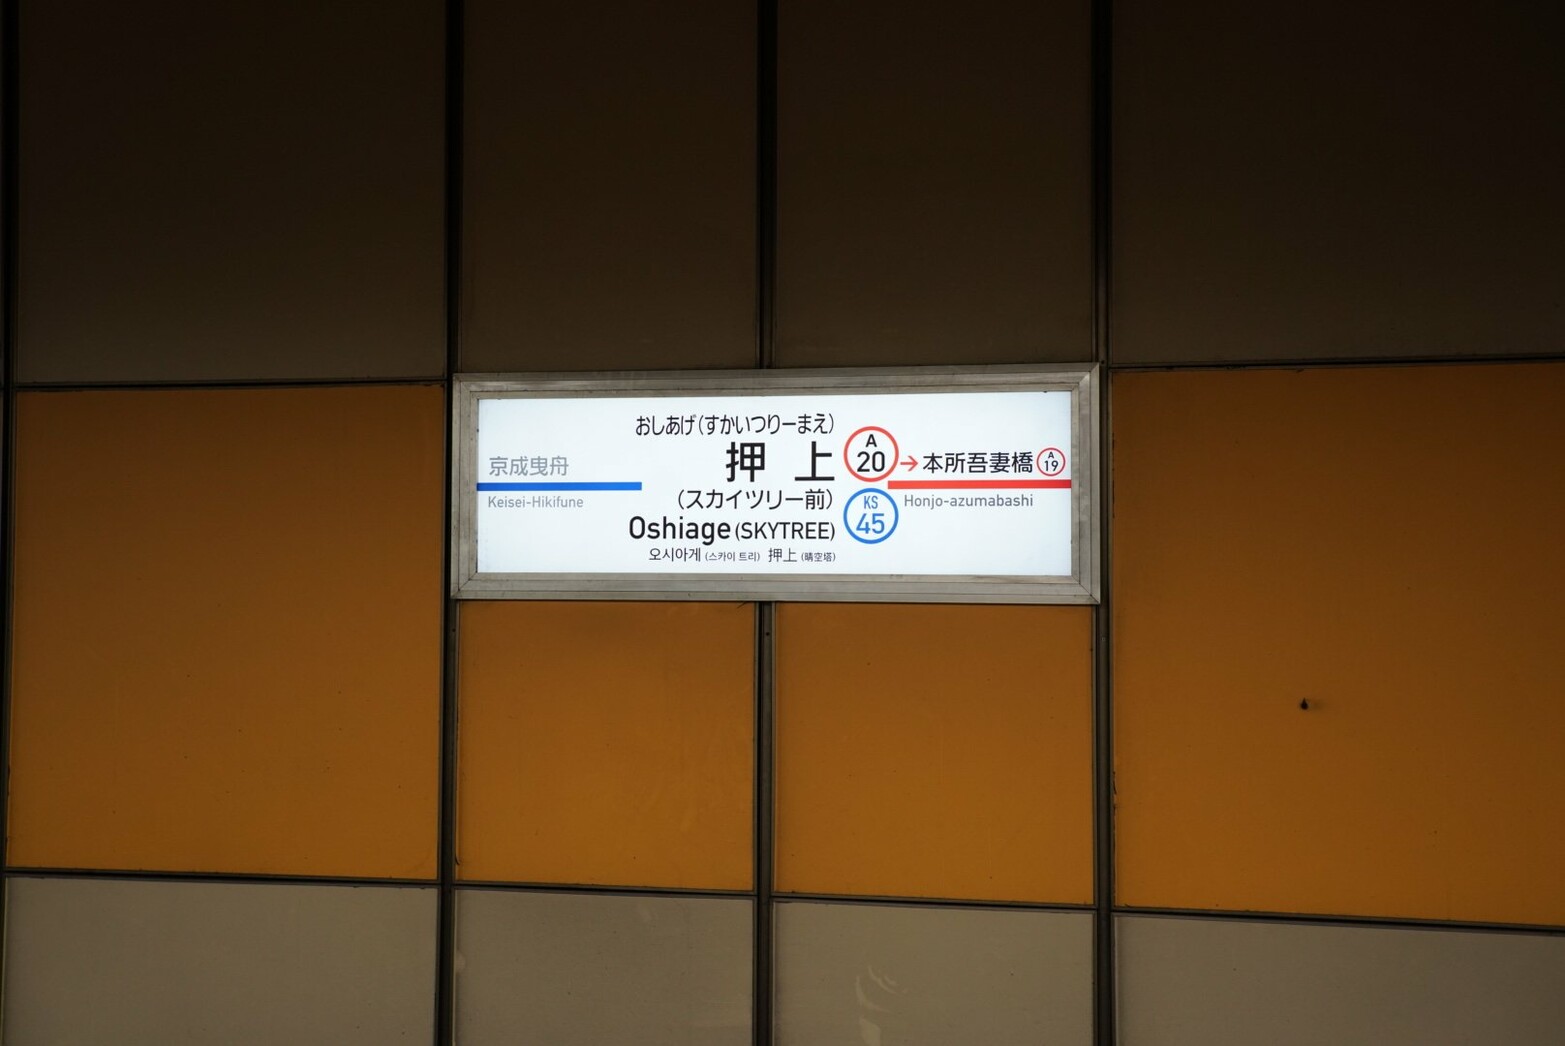 おしあげ(すかいつりーまえ)
京成曳舟
押 上
A
20
→本所吾妻橋
A
19
Keisei-Hikifune
(スカイツリー前)
KS
45
Honjo-azumabashi
Oshiage(SKYTREE)
오시아게(스카이 트리) 押上(晴空塔)